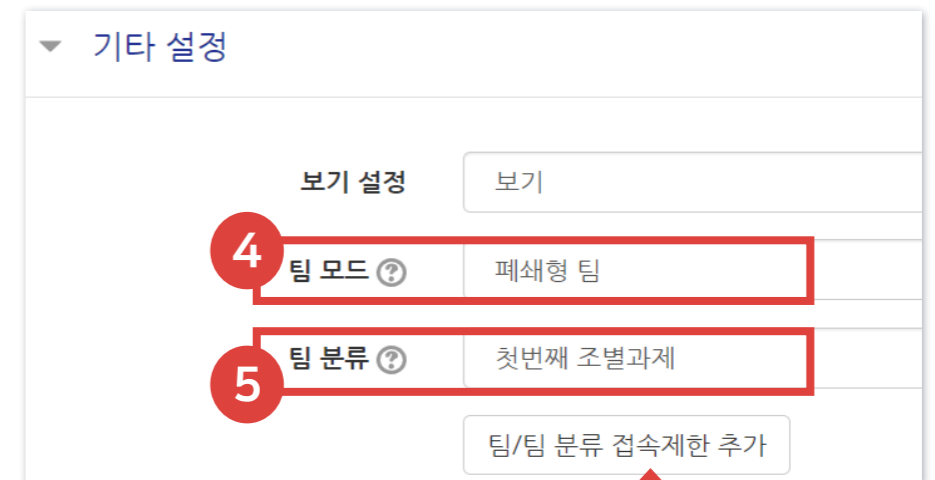 기타 설정
보기 설정 보기
4 팀 모드 ? 폐쇄형 팀
5 팀 분류 ? 첫번째 조별과제
팀/팀 분류 접속제한 추가